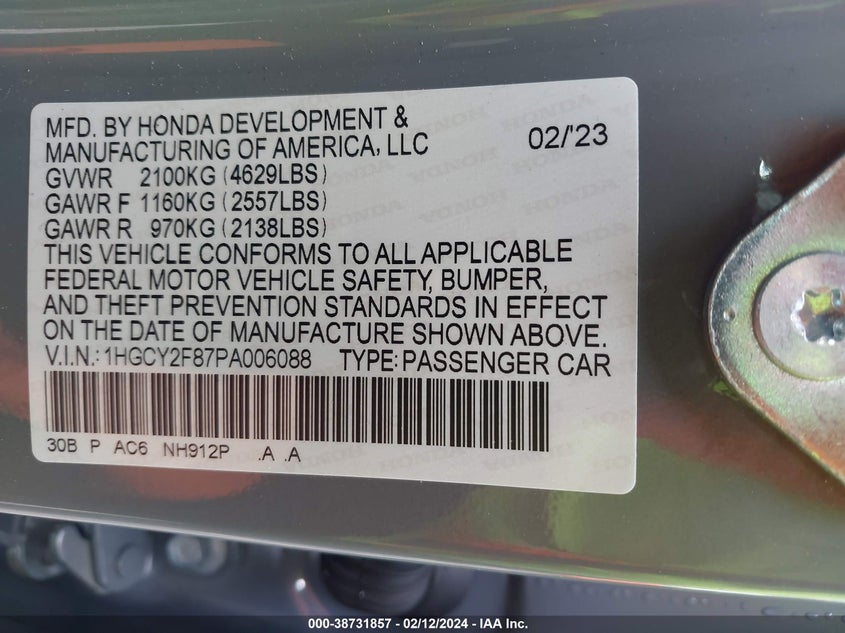 MFD. BY HONDA DEVELOPMENT &
MANUFACTURING OF AMERICA, LLC 02/'23
GVWR 2100KG (4629LBS)
GAWR F 1160KG (2557LBS)
GAWR R 970KG (2138LBS)
THIS VEHICLE CONFORMS TO ALL APPLICABLE
FEDERAL MOTOR VEHICLE SAFETY, BUMPER,
AND THEFT PREVENTION STANDARDS IN EFFECT
ON THE DATE OF MANUFACTURE SHOWN ABOVE.
V.I.N.: 1HGCY2F87PA006088 TYPE: PASSENGER CAR
30B P AC6 NH912P .A .A
000-38731857 - 02/12/2024 - IAA Inc.